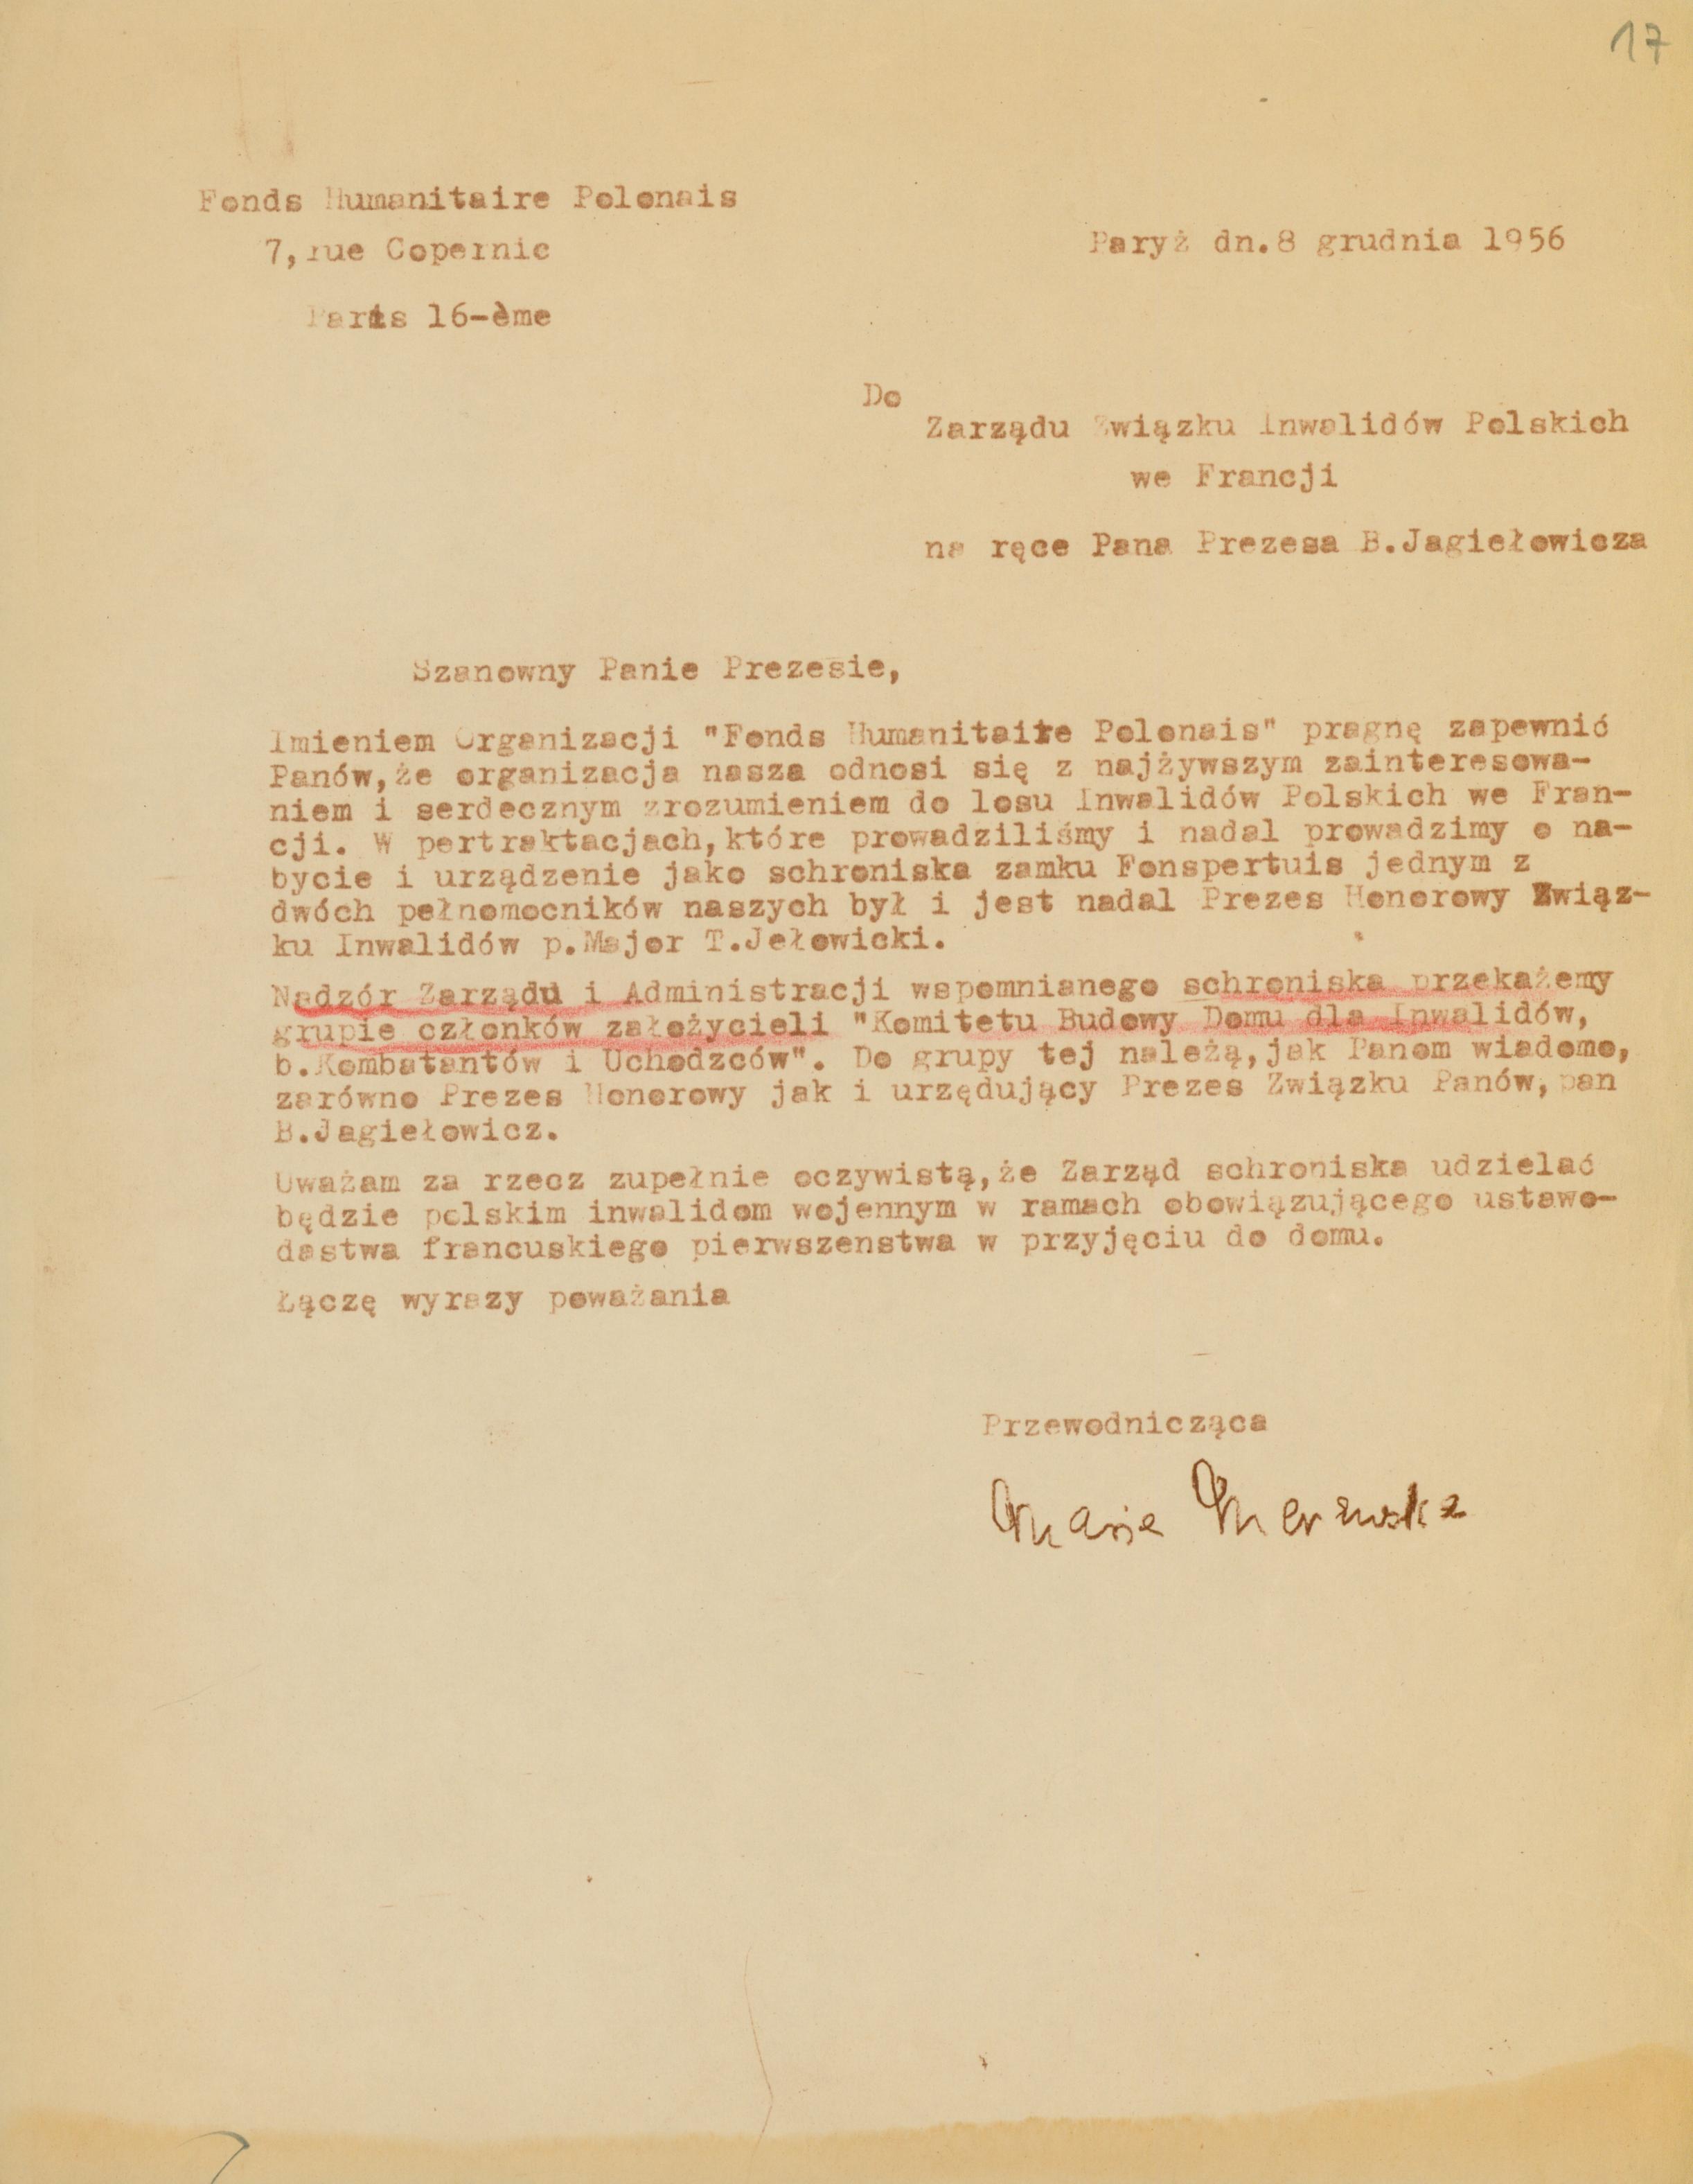 17
Fonds Humanitaire Polonais
7, rue Copernic
Paris 16-ème
Paryż dn.8 grudnia 1956
Do
Zarządu Związku Inwalidów Polskich
we Francji
na ręce Pana Prezesa B.Jagiełowicza
Szanowny Panie Prezesie,
Imieniem Organizacji "Fonds Humanitaire Polonais" pragnę zapewnić
Panów,że organizacja nasza odnosi się z najżywszym zainteresowa-
niem i serdecznym zrozumieniem do losu Inwalidów Polskich we Fran-
cji. W pertraktacjach,które prowadziliśmy i nadal prowadzimy o na-
bycie i urządzenie jako schroniska zamku Fonspertuis jednym z
dwóch pełnomocników naszych był i jest nadal Prezes Honorowy Związ-
ku Inwalidów p.Major T.Jełowicki.
Nadzór Zarządu i Administracji wspomnianego schroniska przekażemy
grupie członków założycieli "Komitetu Budowy Domu dla Inwalidów,
b.Kombatantów i Uchodzców". Do grupy tej należą,jak Panom wiadomo,
zarówno Prezes Honorowy jak i urzędujący Prezes Związku Panów, pan
B.Jagiełowicz.
Uważam za rzecz zupełnie oczywistą,że Zarząd schroniska udzielać
będzie polskim inwalidom wojennym w ramach obowiązującego ustawo-
dastwa francuskiego pierwszenstwa w przyjęciu do domu.
Łączę wyrazy poważania
Przewodnicząca
Maria